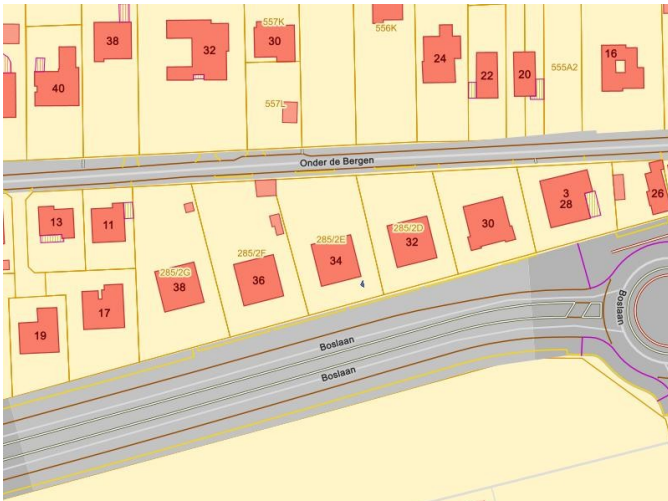 557K
556K
38
32
30
24
16
40
22
20
555A2
557L
Onder de Bergen
13
11
3
28
26
285/2D
30
285/2E
32
285/2F
34
285/2G
36
38
4
17
19
Boslaan
Boslaan
Boslaan